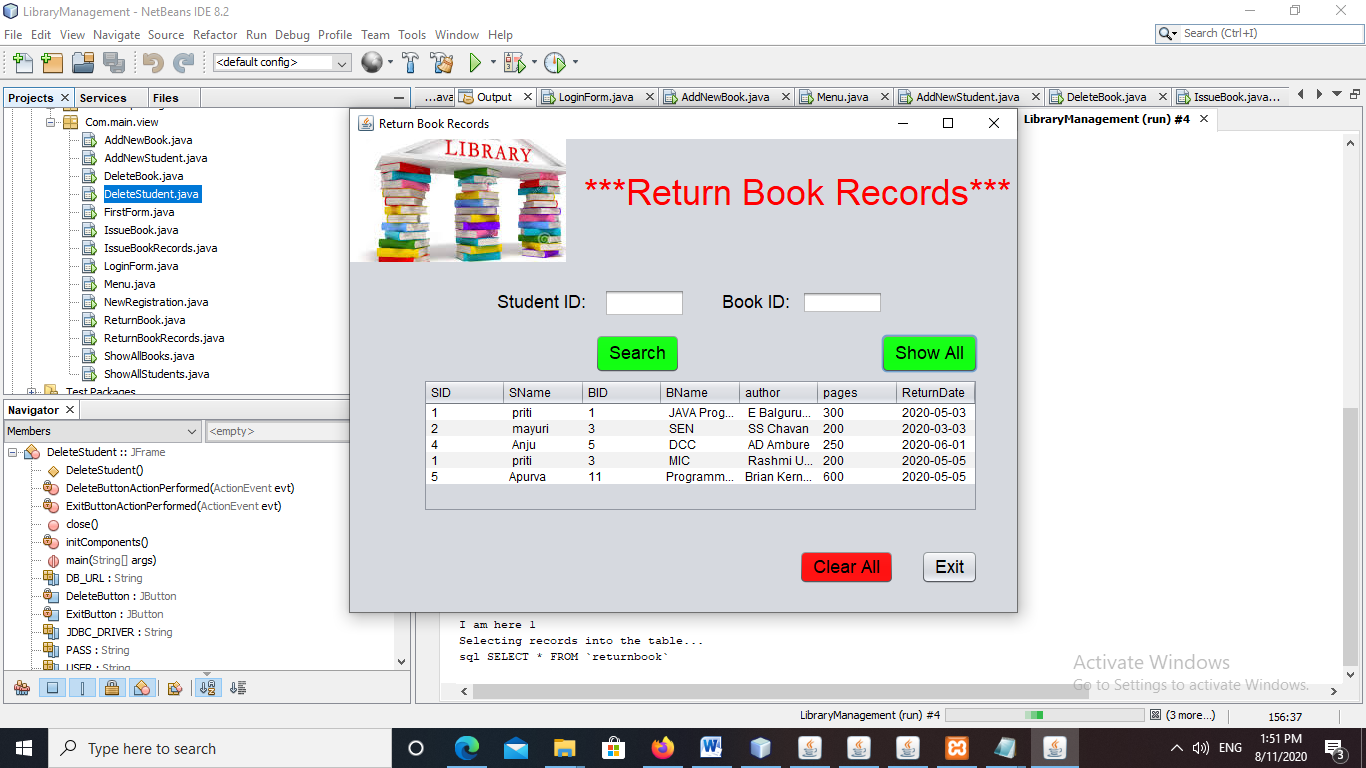 LibraryManagement - NetBeans IDE 8.2
File Edit View Navigate Source Refactor Run Debug Profile Team Tools Window Help
Search (Ctrl+I)
<default config>
Projects Services Files
...ava Output LoginForm.java AddNewBook.java Menu.java AddNewStudent.java DeleteBook.java IssueBook.java...
LibraryManagement (run) #4
Com.main.view
AddNewBook.java
AddNewStudent.java
DeleteBook.java
DeleteStudent.java
FirstForm.java
IssueBook.java
IssueBookRecords.java
LoginForm.java
Menu.java
NewRegistration.java
ReturnBook.java
ReturnBookRecords.java
ShowAllBooks.java
ShowAllStudents.java
Test Packages
Navigator
Members <empty>
DeleteStudent :: JFrame
DeleteStudent()
DeleteButtonActionPerformed(ActionEvent evt)
ExitButtonActionPerformed(ActionEvent evt)
close()
initComponents()
main(String[] args)
DB_URL : String
DeleteButton : JButton
ExitButton : JButton
JDBC_DRIVER : String
PASS : String
USER : String
Return Book Records
LIBRARY
***Return Book Records***
Student ID: Book ID:
Search Show All
SID SName BID BName author pages ReturnDate
1 priti 1 JAVA Prog... E Balguru... 300 2020-05-03
2 mayuri 3 SEN SS Chavan 200 2020-03-03
4 Anju 5 DCC AD Ambure 250 2020-06-01
1 priti 3 MIC Rashmi U... 200 2020-05-05
5 Apurva 11 Programm... Brian Kern... 600 2020-05-05
Clear All Exit
I am here 1
Selecting records into the table...
sql SELECT * FROM `returnbook`
Activate Windows
Go to Settings to activate Windows.
LibraryManagement (run) #4 (3 more...) 156:37
Type here to search
ENG
1:51 PM
8/11/2020
3